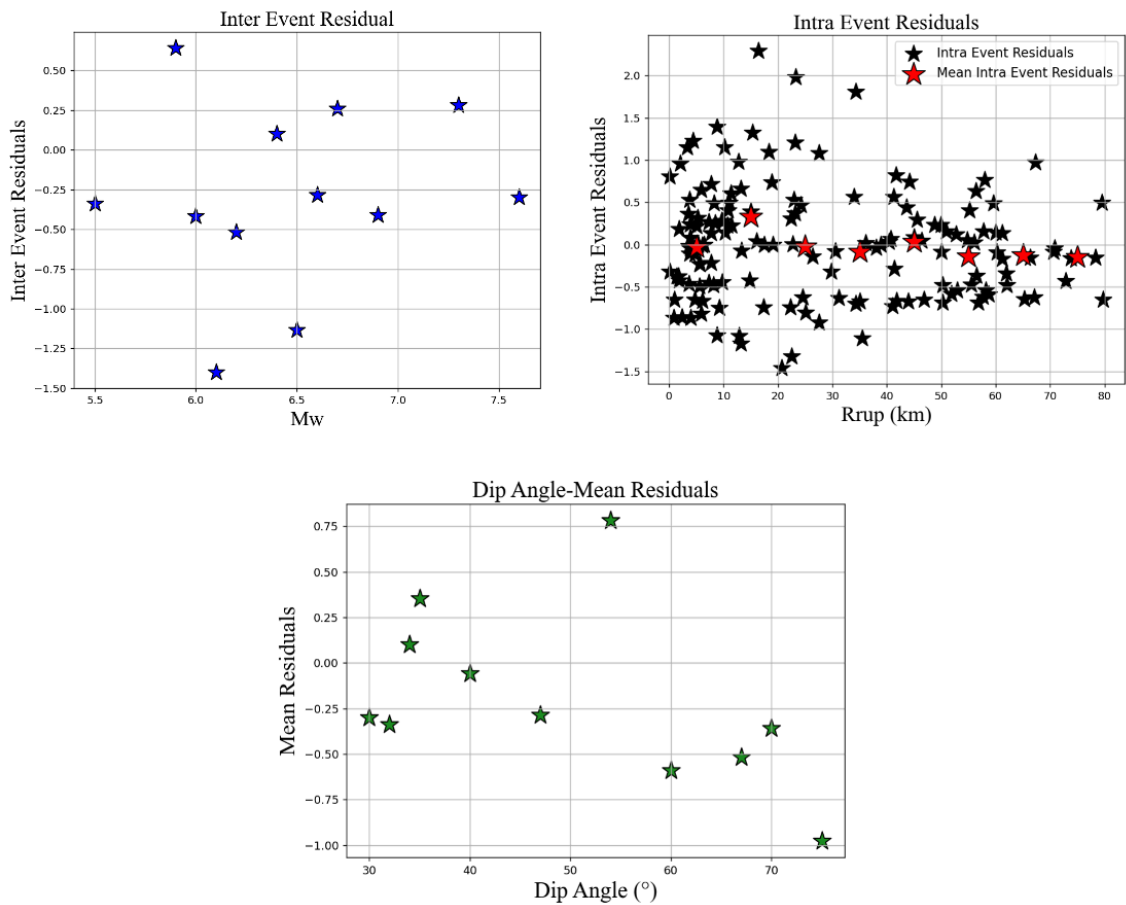 Inter Event Residual
Inter Event Residuals
0.50
0.25
0.00
−0.25
−0.50
−0.75
−1.00
−1.25
−1.50
5.5 6.0 6.5 7.0 7.5
Mw
Intra Event Residuals
Intra Event Residuals
Mean Intra Event Residuals
Intra Event Residuals
2.0
1.5
1.0
0.5
0.0
−0.5
−1.0
−1.5
0 10 20 30 40 50 60 70 80
Rrup (km)
Dip Angle-Mean Residuals
Mean Residuals
0.75
0.50
0.25
0.00
−0.25
−0.50
−0.75
−1.00
30 40 50 60 70
Dip Angle (°)